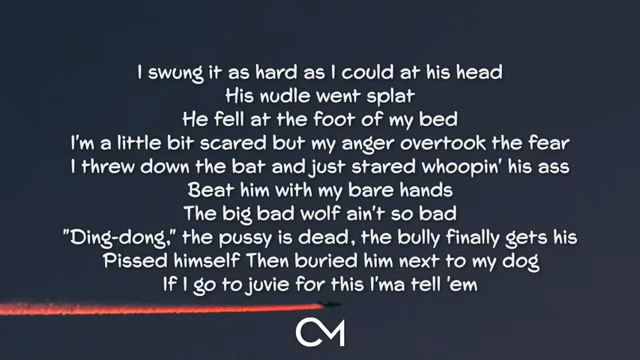 I swung it as hard as I could at his head
His nudle went splat
He fell at the foot of my bed
I'm a little bit scared but my anger overtook the fear
I threw down the bat and just stared whoopin' his ass
Beat him with my bare hands
The big bad wolf ain't so bad
"Ding-dong," the pussy is dead, the bully finally gets his
Pissed himself Then buried him next to my dog
If I go to juvie for this I'ma tell 'em
CM